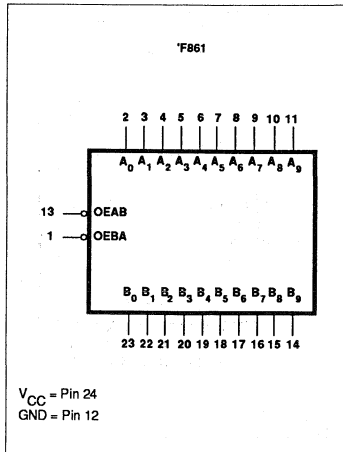 'F861
2 3 4 5 6 7 8 9 10 11
A0 A1 A2 A3 A4 A5 A6 A7 A8 A9
13 OEAB
1 OEBA
B0 B1 B2 B3 B4 B5 B6 B7 B8 B9
23 22 21 20 19 18 17 16 15 14
VCC = Pin 24
GND = Pin 12